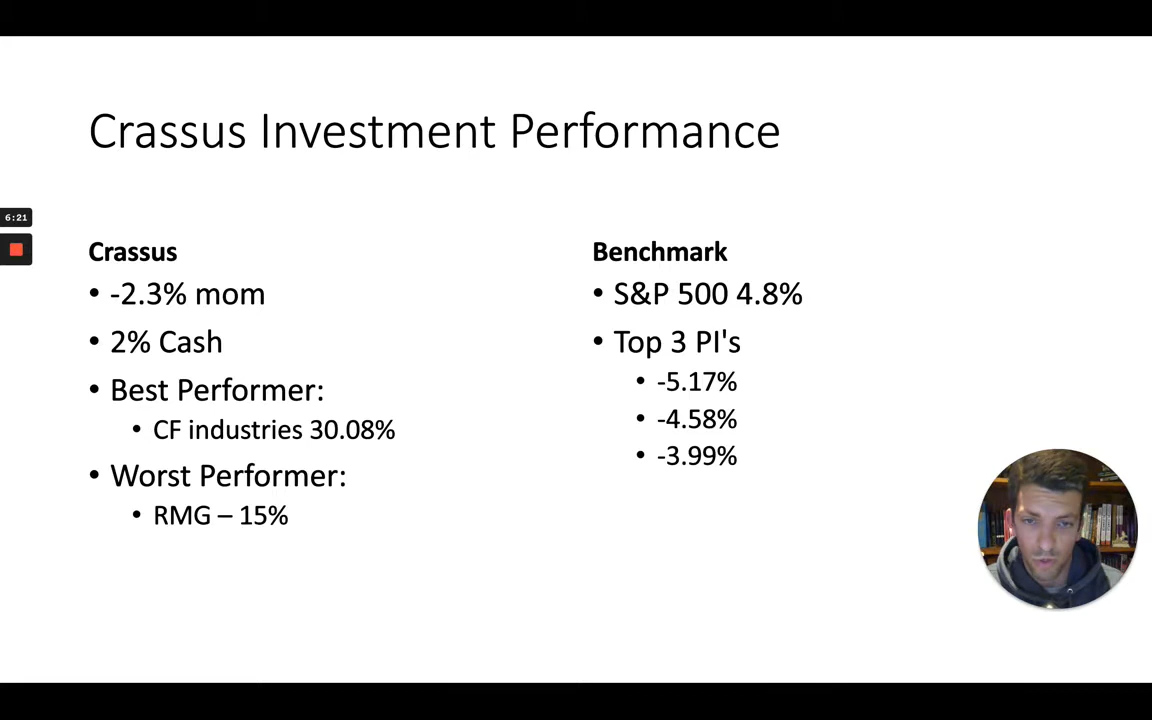 Crassus Investment Performance
6:21
Crassus
• -2.3% mom
• 2% Cash
• Best Performer:
• CF industries 30.08%
• Worst Performer:
• RMG – 15%
Benchmark
• S&P 500 4.8%
• Top 3 PI's
• -5.17%
• -4.58%
• -3.99%